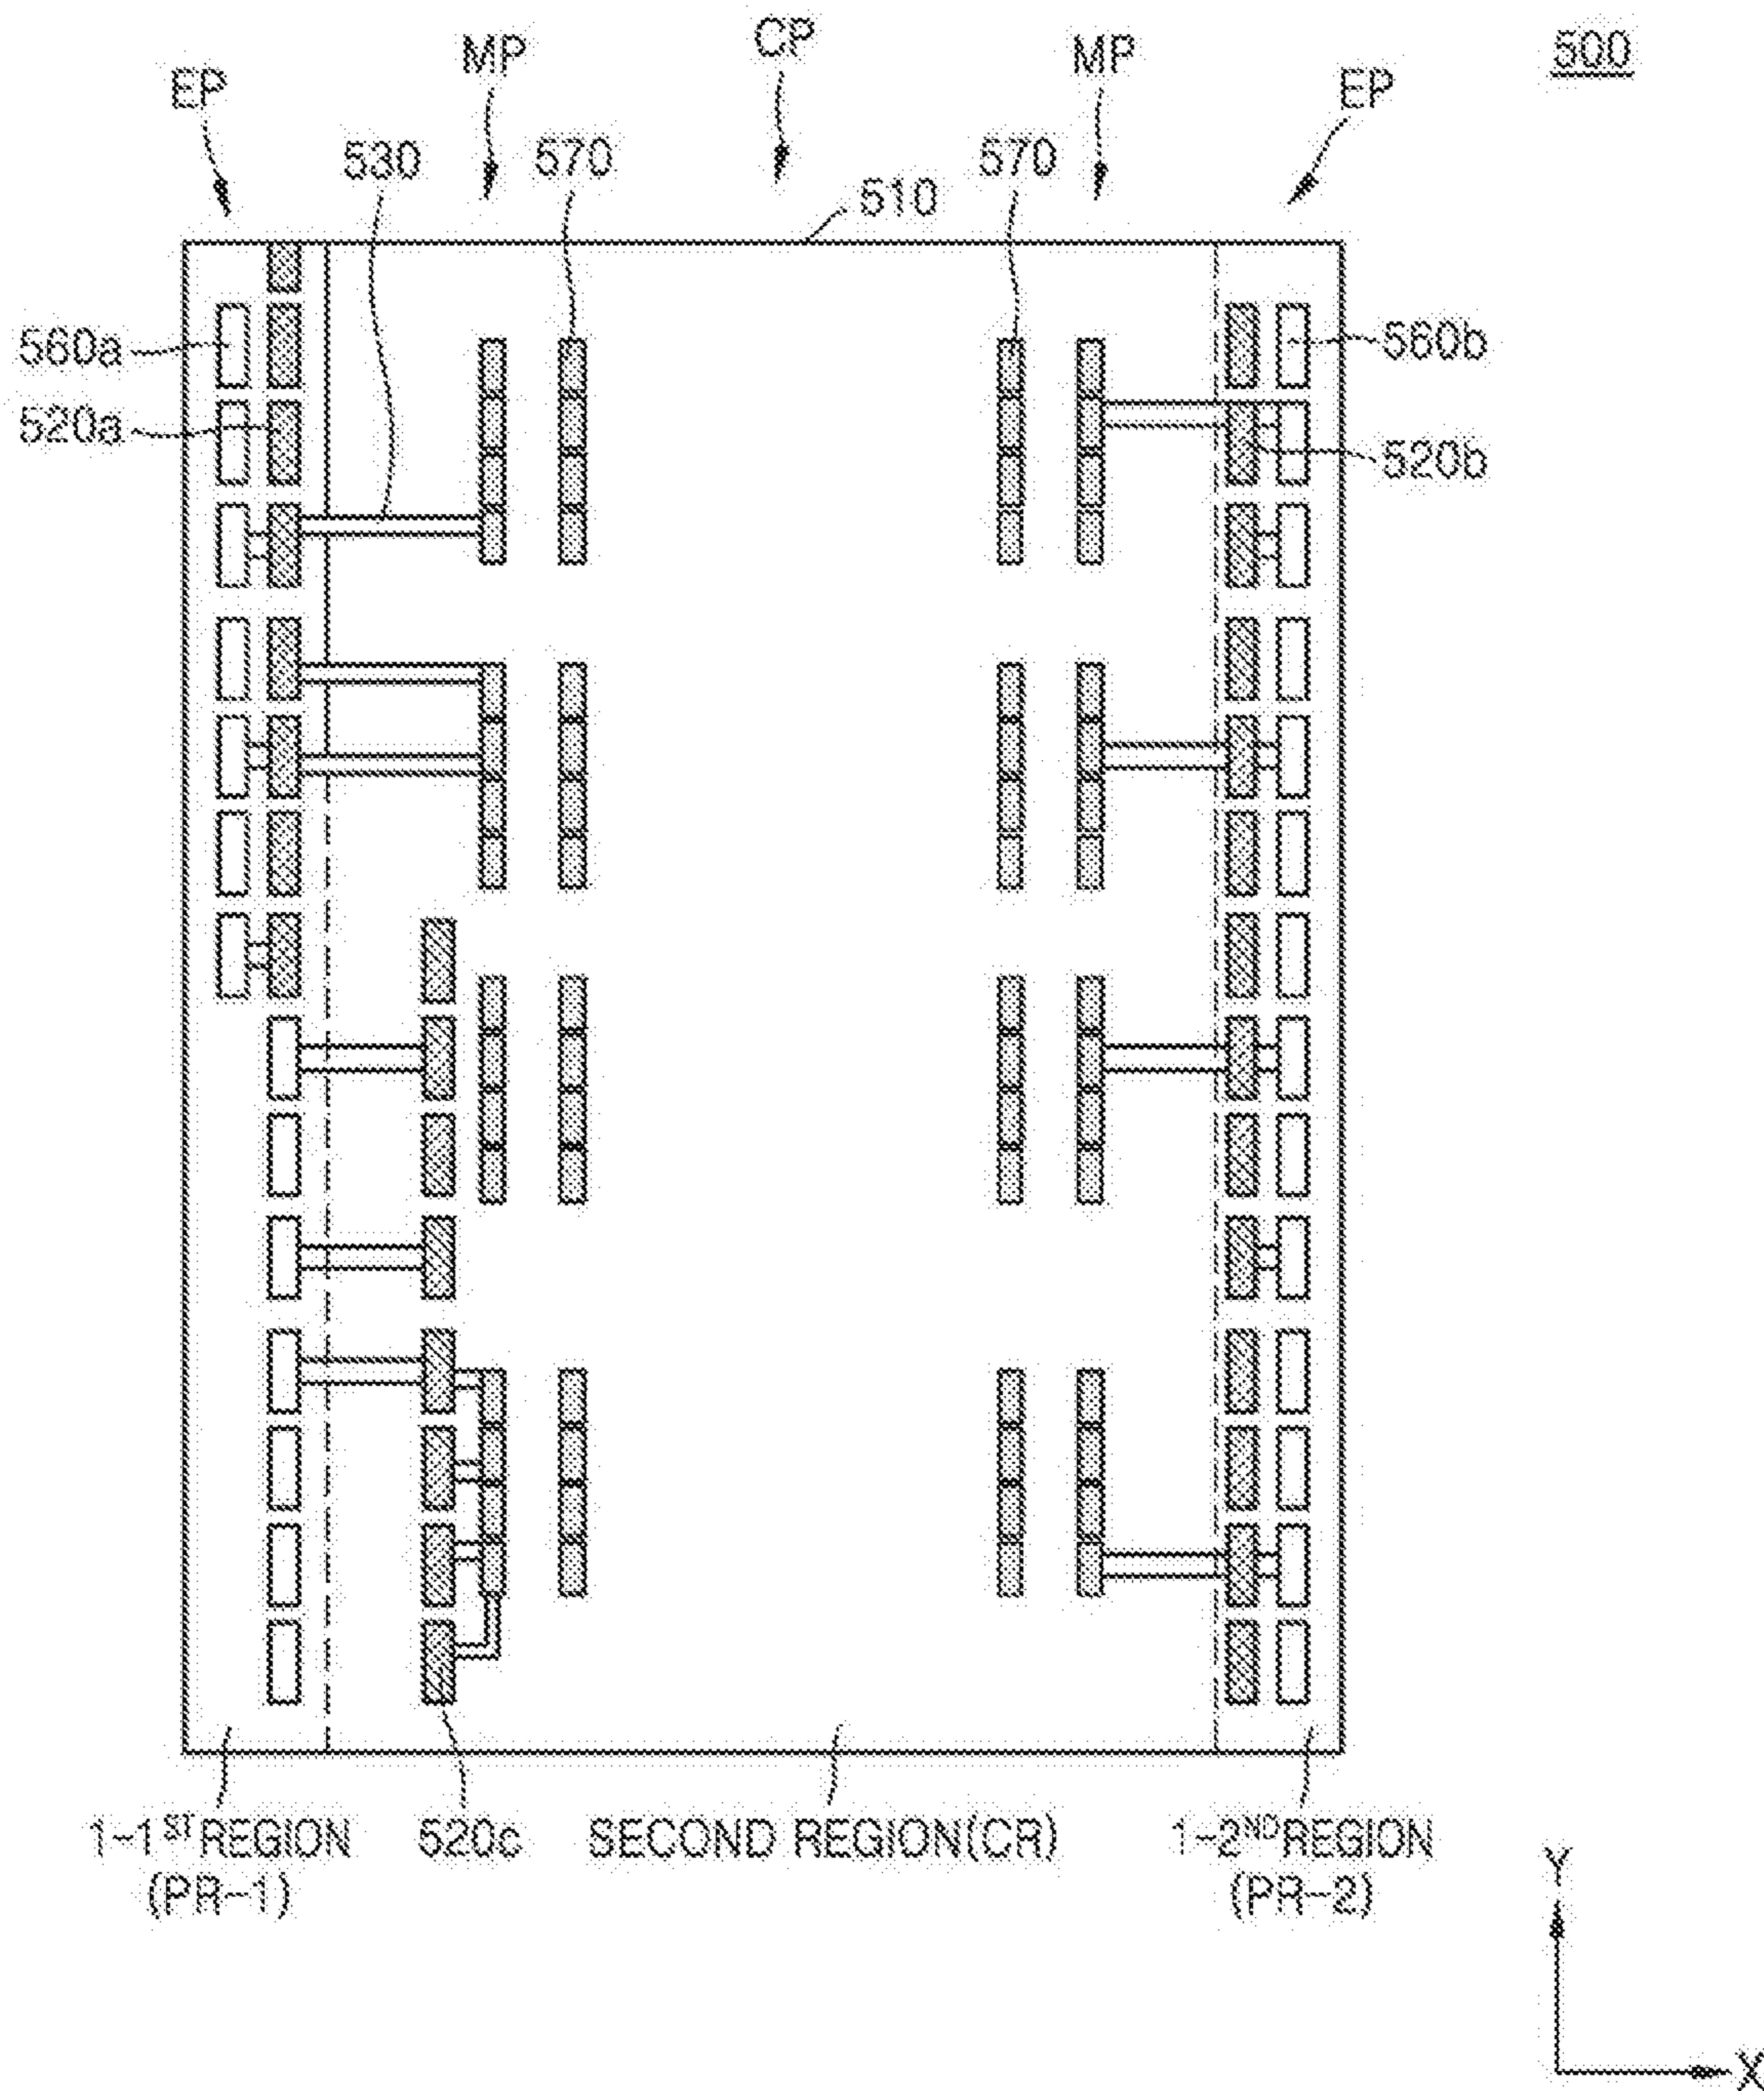 500
EP
MP
CP
MP
EP
530
570
510
570
560a
520a
560b
520b
1-1ST REGION
(PR-1)
520c
SECOND REGION(CR)
1-2ND REGION
(PR-2)
Y
X